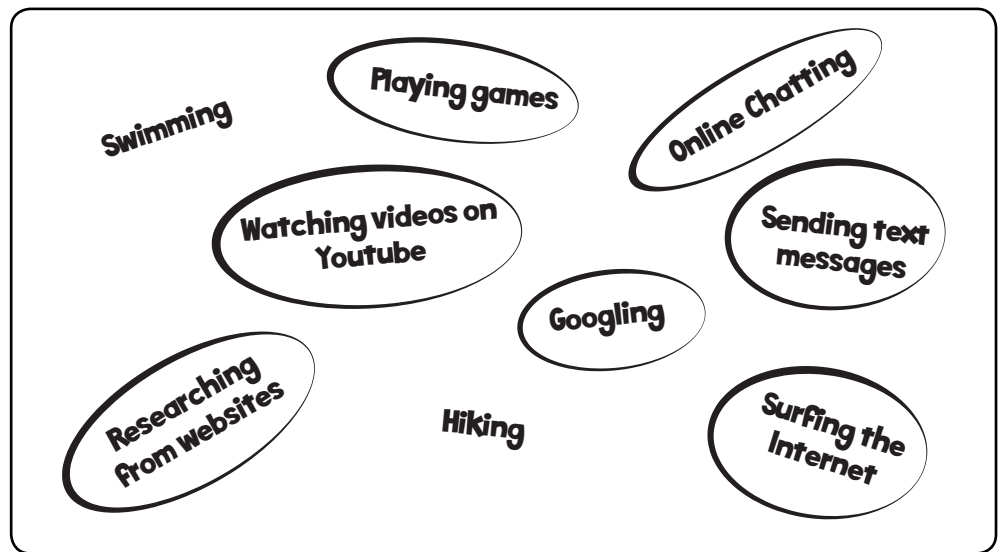 Playing games
Online Chatting
Swimming
Watching videos on
Youtube
Sending text
messages
Googling
Researching
from websites
Hiking
Surfing the
Internet